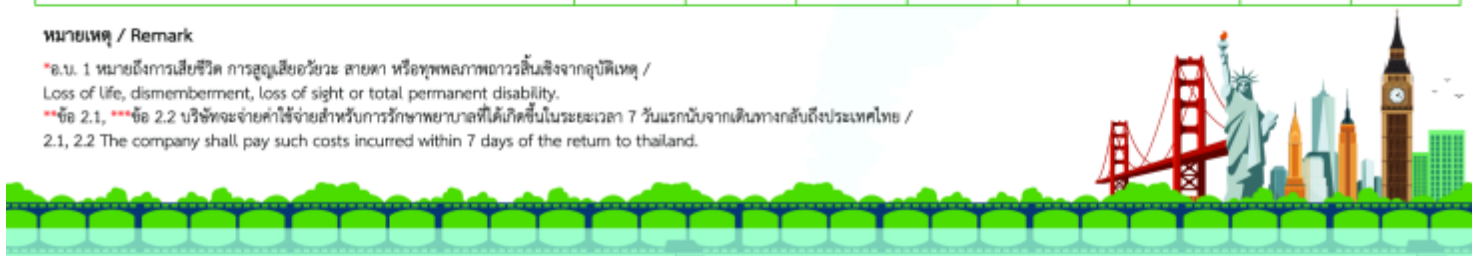 หมายเหตุ / Remark
*อ.บ. 1 หมายถึงการเสียชีวิต การสูญเสียอวัยวะ สายตา หรือทุพพลภาพถาวรสิ้นเชิงจากอุบัติเหตุ /
Loss of life, dismemberment, loss of sight or total permanent disability.
**ข้อ 2.1, ***ข้อ 2.2 บริษัทจะจ่ายค่าใช้จ่ายสำหรับการรักษาพยาบาลที่ได้เกิดขึ้นในระยะเวลา 7 วันแรกนับจากเดินทางกลับถึงประเทศไทย /
2.1, 2.2 The company shall pay such costs incurred within 7 days of the return to thailand.